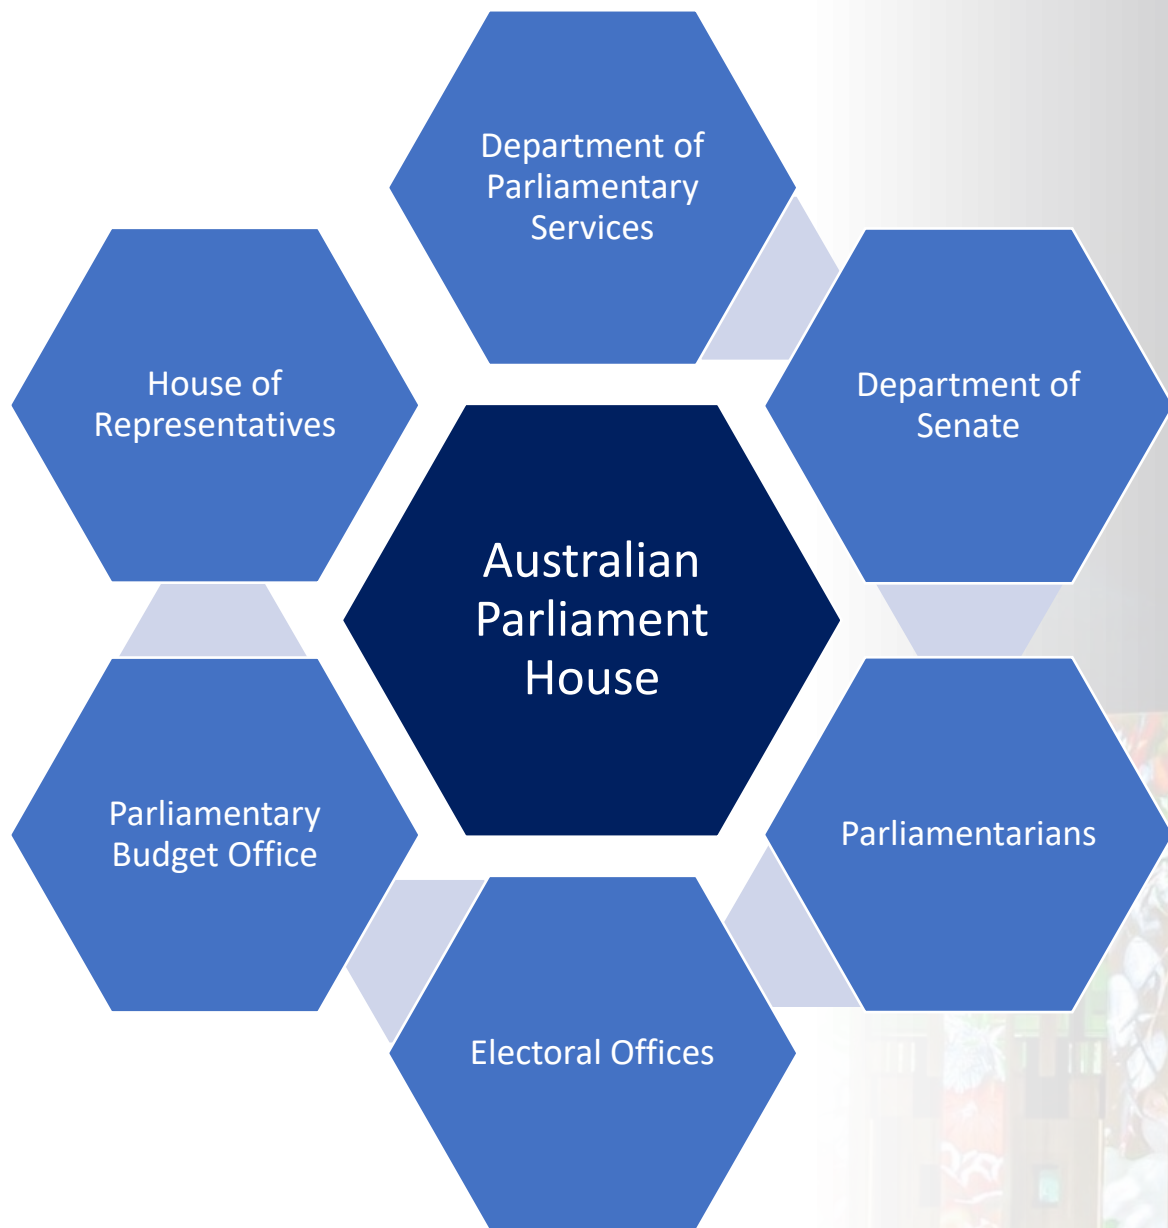 Department of
Parliamentary
Services
House of
Representatives
Department of
Senate
Australian
Parliament
House
Parliamentary
Budget Office
Parliamentarians
Electoral Offices